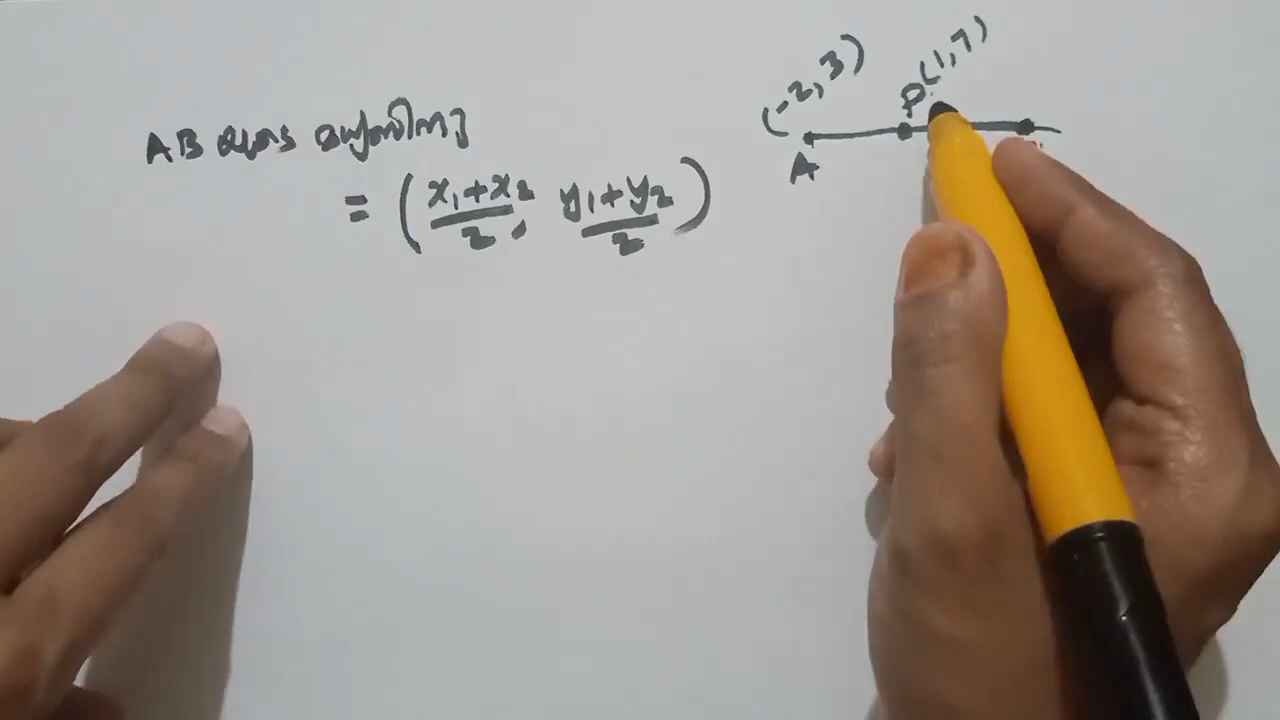 AB യുടെ മധ്യബിന്ദു
= (x₁+x₂/2, y₁+y₂/2)
(-2, 3)
P(1, 7)
A